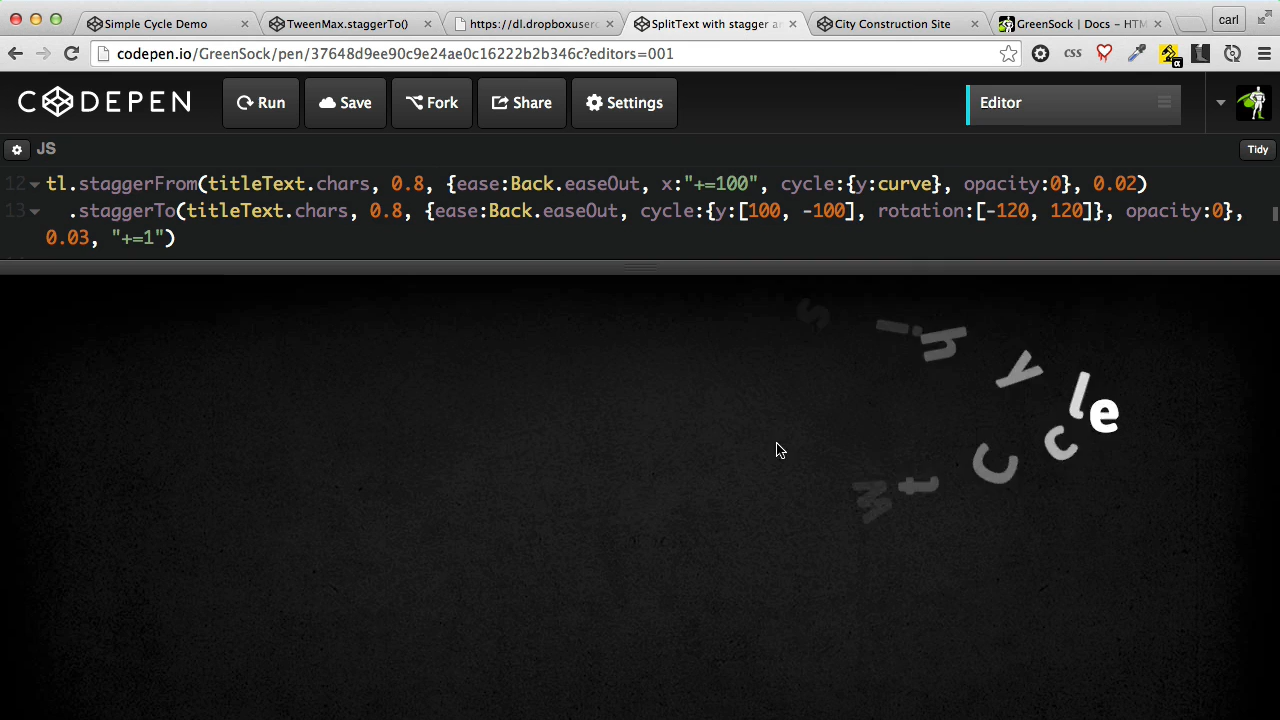 Simple Cycle Demo
TweenMax.staggerTo()
https://dl.dropboxuserc
SplitText with stagger a
City Construction Site
GreenSock | Docs - HTM
carl
codepen.io/GreenSock/pen/37648d9ee90c9e24ae0c16222b2b346c?editors=001
CSS
α
CODEPEN
Run
Save
Fork
Share
Settings
Editor
JS
Tidy
12 tl.staggerFrom(titleText.chars, 0.8, {ease:Back.easeOut, x:"+=100", cycle:{y:curve}, opacity:0}, 0.02)
13 .staggerTo(titleText.chars, 0.8, {ease:Back.easeOut, cycle:{y:[100, -100], rotation:[-120, 120]}, opacity:0},
0.03, "+=1")
s w i t h C y c l e